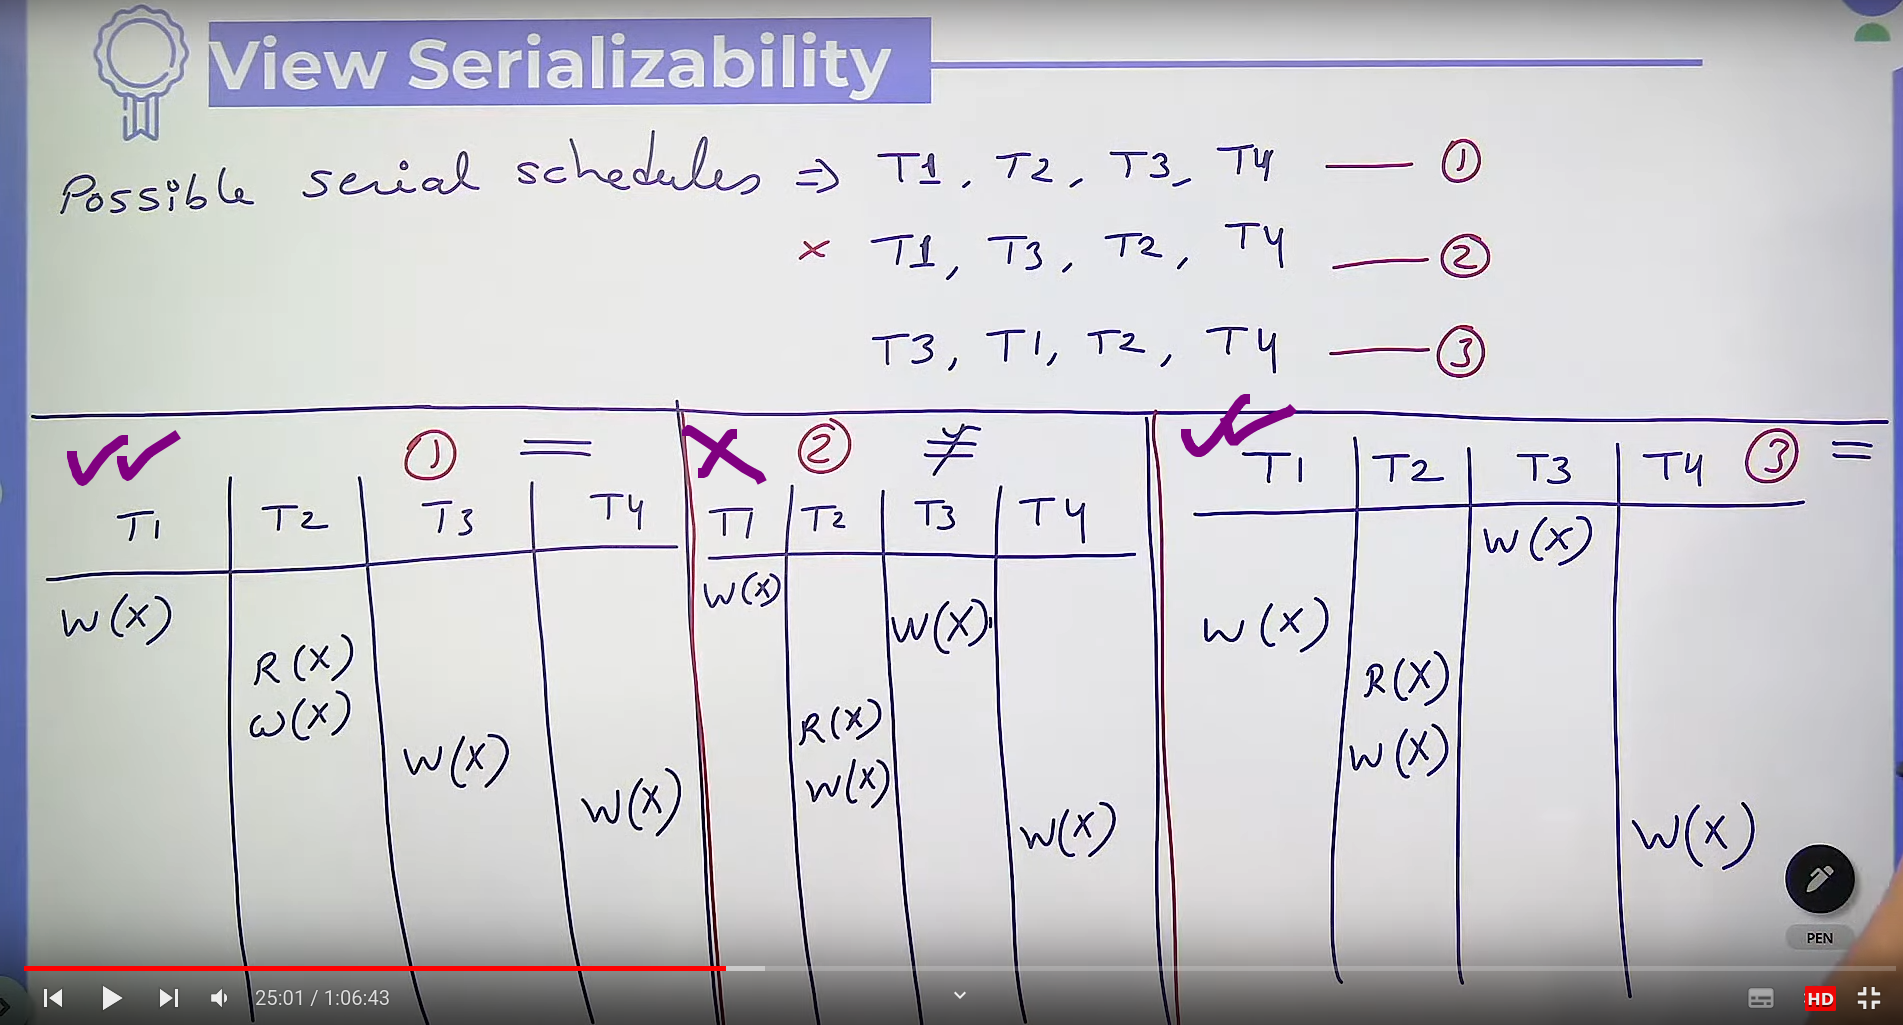 View Serializability
Possible serial schedules ⇒ T1, T2, T3, T4 — ①
× T1, T3, T2, T4 — ②
T3, T1, T2, T4 — ③
① =
T1 T2 T3 T4
W(X)
R(X)
W(X)
W(X)
W(X)
② ≠
T1 T2 T3 T4
W(X)
W(X)
R(X)
W(X)
W(X)
T1 T2 T3 T4 ③ =
W(X)
W(X)
R(X)
W(X)
W(X)
PEN
25:01 / 1:06:43
HD